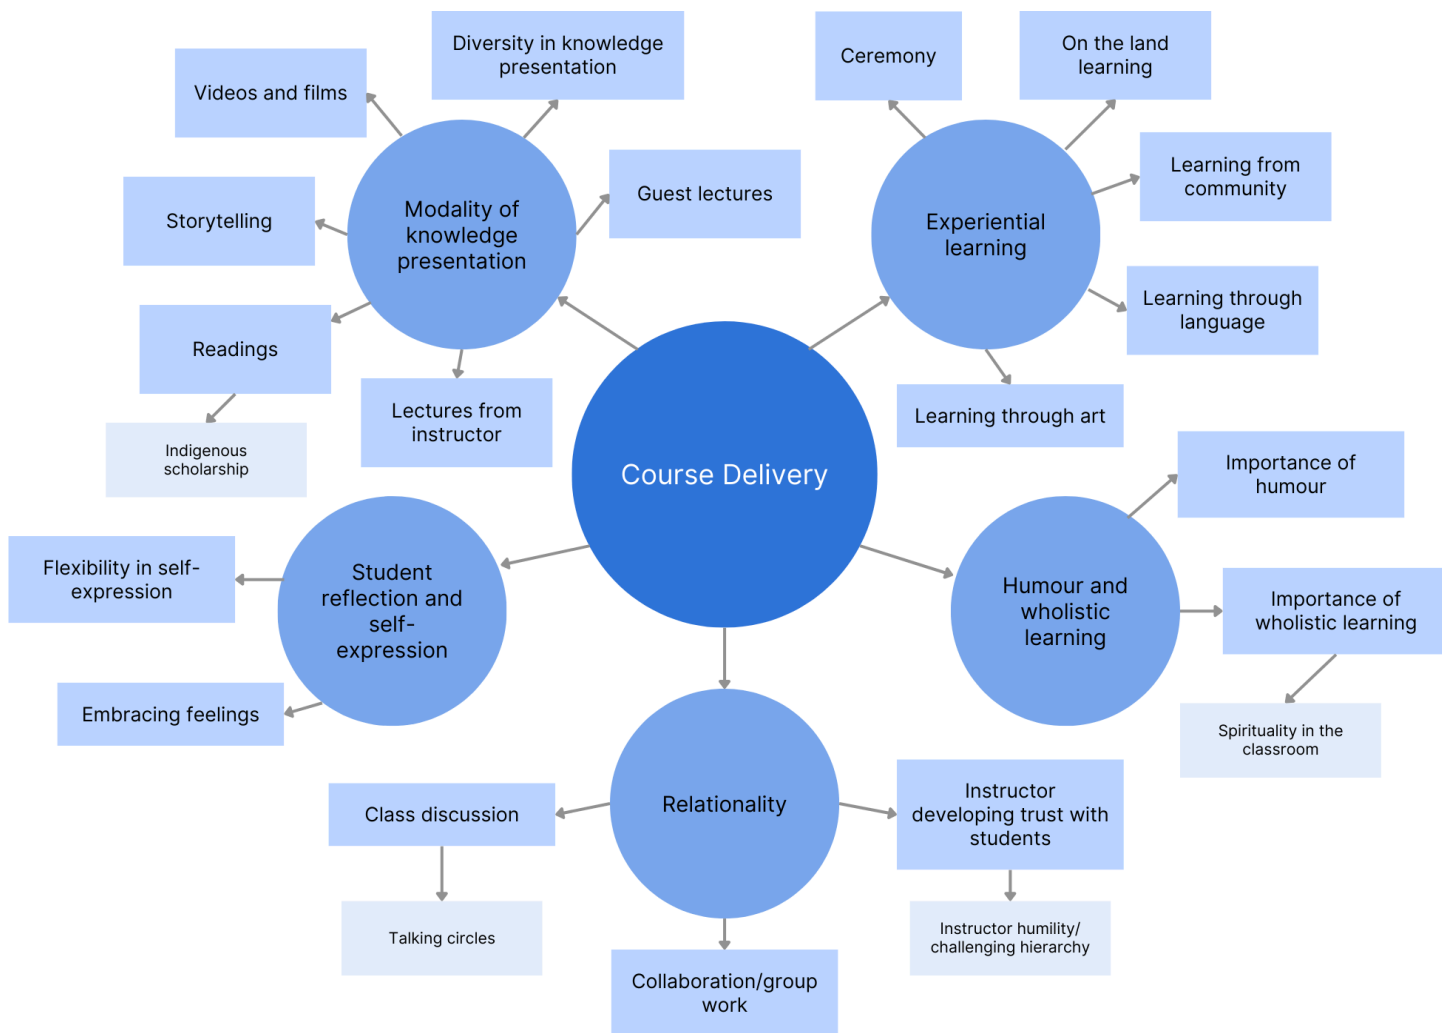 Diversity in knowledge
presentation
Videos and films
Storytelling
Readings
Indigenous
scholarship
Modality of
knowledge
presentation
Guest lectures
Lectures from
instructor
Ceremony
On the land
learning
Experiential
learning
Learning from
community
Learning through
language
Learning through art
Course Delivery
Student
reflection and
self-
expression
Flexibility in self-
expression
Embracing feelings
Humour and
wholistic
learning
Importance of
humour
Importance of
wholistic learning
Spirituality in the
classroom
Relationality
Class discussion
Talking circles
Collaboration/group
work
Instructor
developing trust with
students
Instructor humility/
challenging hierarchy